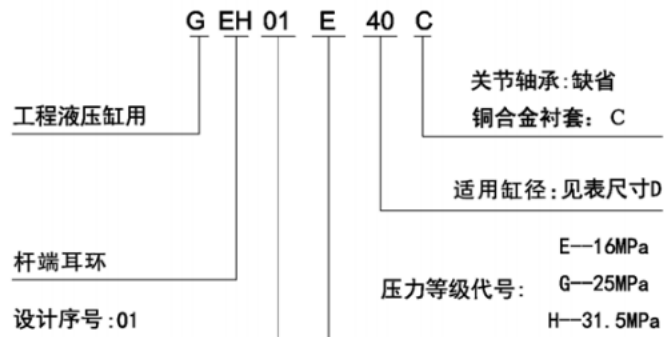 G EH 01 E 40 C
关节轴承:缺省
工程液压缸用
铜合金衬套: C
适用缸径:见表尺寸D
E--16MPa
杆端耳环
压力等级代号: G--25MPa
设计序号:01
H--31.5MPa